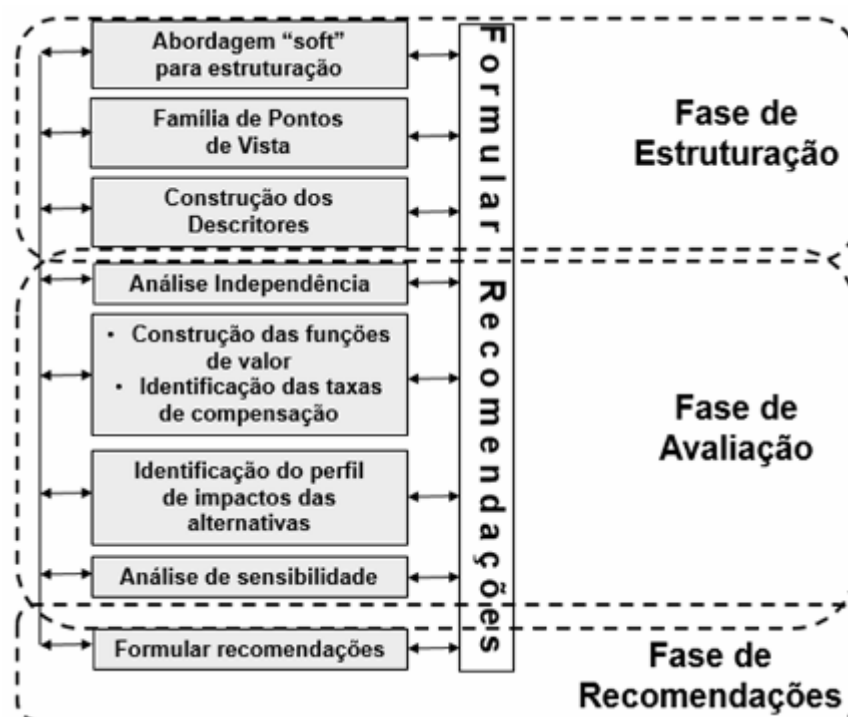 Abordagem “soft”
para estruturação
Família de Pontos
de Vista
Construção dos
Descritores
Fase de
Estruturação
Análise Independência
• Construção das funções
de valor
• Identificação das taxas
de compensação
Identificação do perfil
de impactos das
alternativas
Análise de sensibilidade
Fase de
Avaliação
Formular recomendações
Fase de
Recomendações
Formular Recomendações